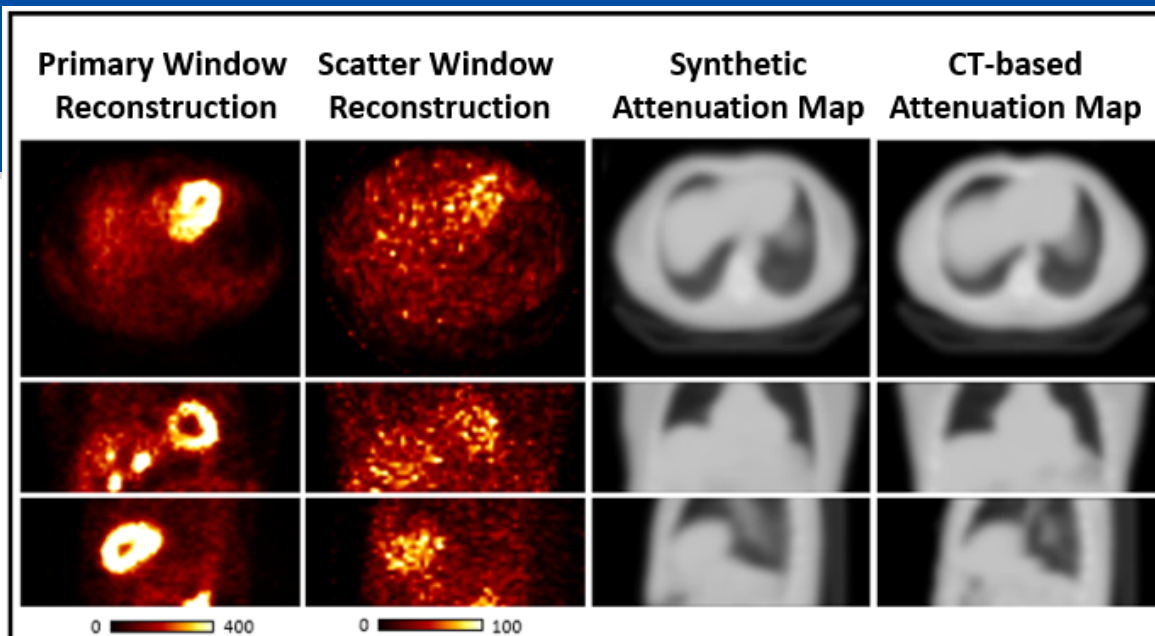 Primary Window
Reconstruction
Scatter Window
Reconstruction
Synthetic
Attenuation Map
CT-based
Attenuation Map
0 400
0 100